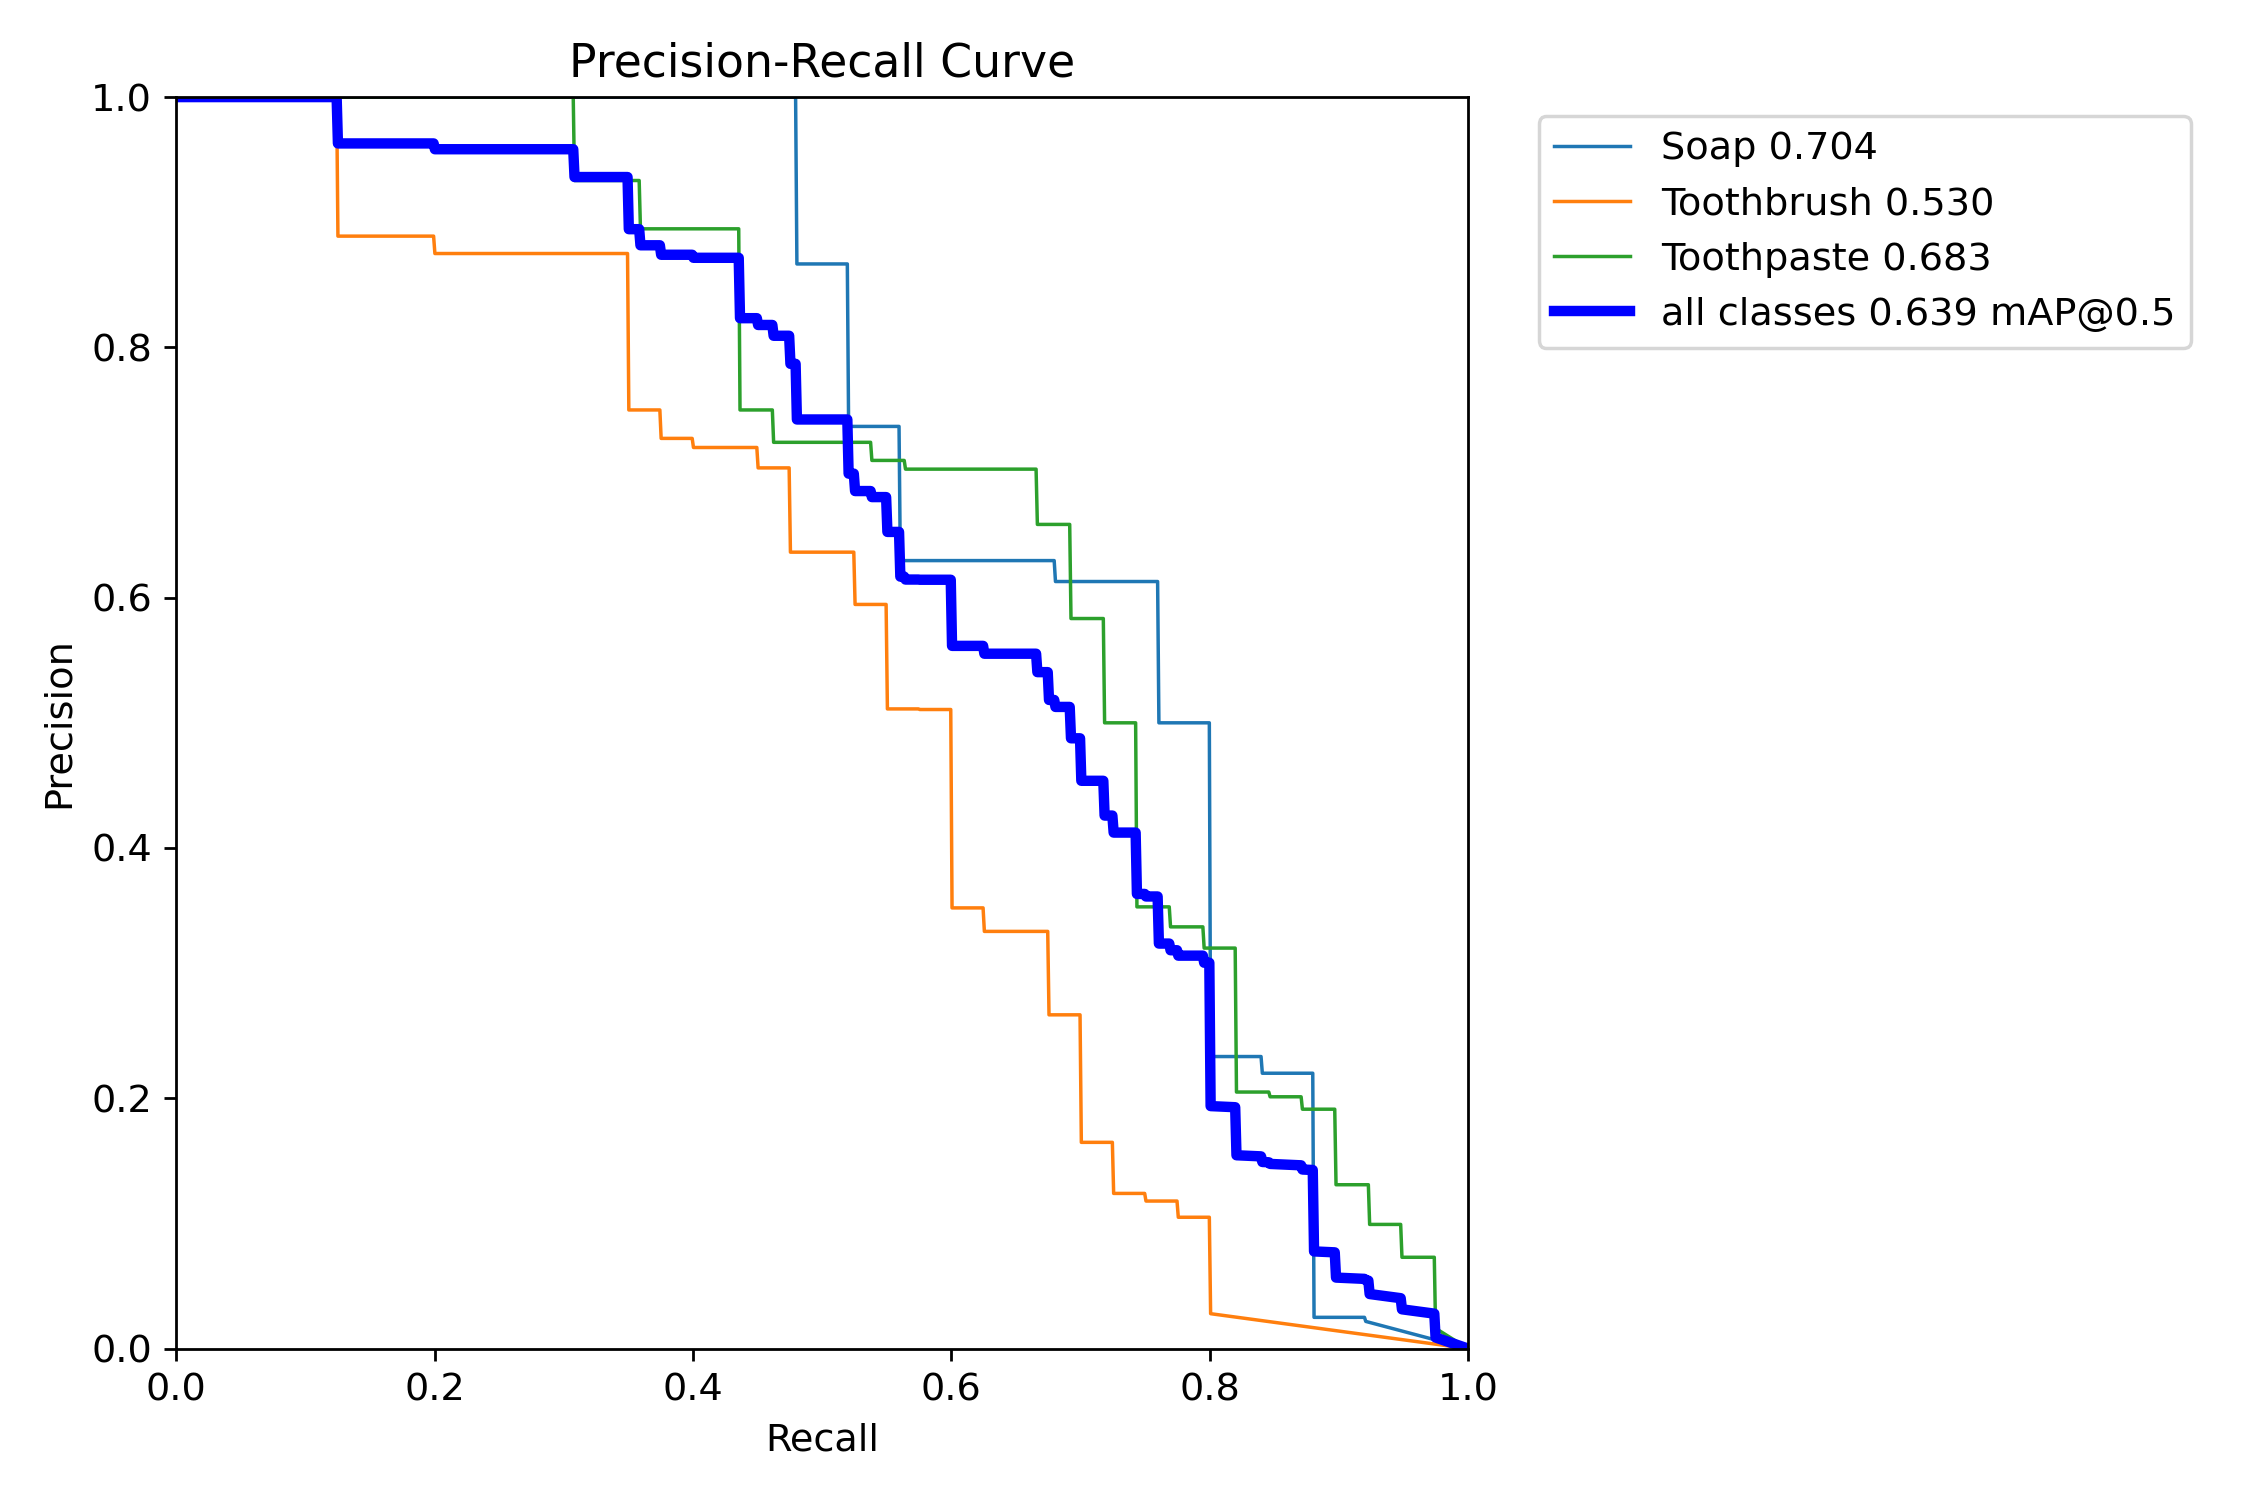 Precision-Recall Curve
1.0
0.8
0.6
0.4
0.2
0.0
Precision
0.0 0.2 0.4 0.6 0.8 1.0
Recall
Soap 0.704
Toothbrush 0.530
Toothpaste 0.683
all classes 0.639 mAP@0.5